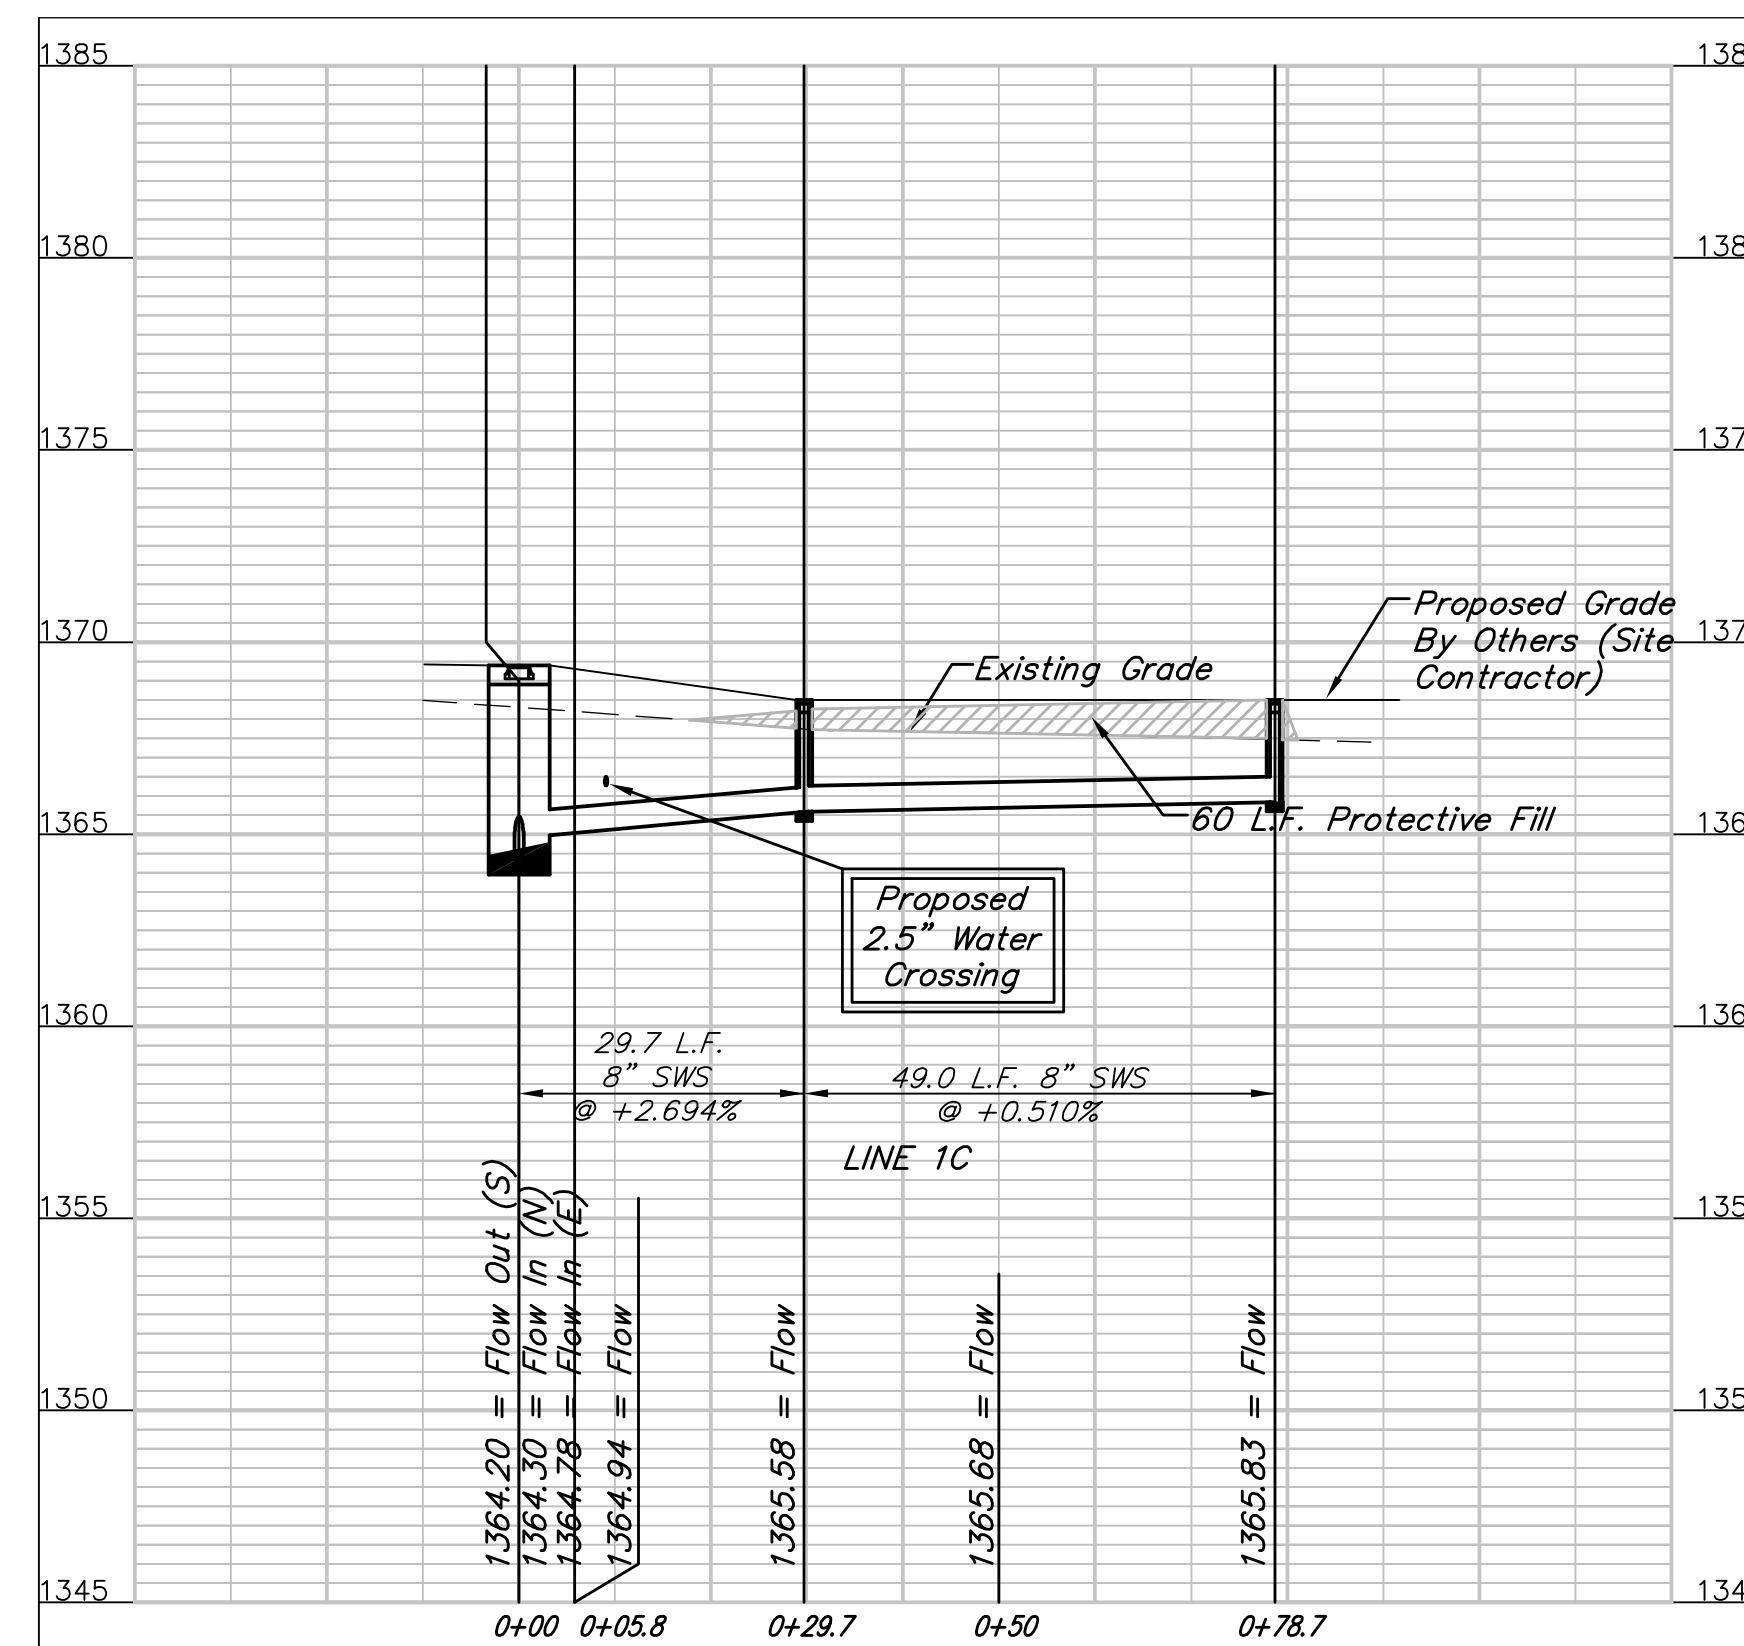 1385
138
1380
138
1375
137
1370
137
Proposed Grade
By Others (Site
Contractor)
Existing Grade
1365
136
60 L.F. Protective Fill
Proposed
2.5" Water
Crossing
1360
136
29.7 L.F.
8" SWS
@ +2.694%
49.0 L.F. 8" SWS
@ +0.510%
LINE 1C
1355
135
1350
135
1364.20 = Flow Out (S)
1364.30 = Flow In (N)
1364.78 = Flow In (E)
1364.94 = Flow
1365.58 = Flow
1365.68 = Flow
1365.83 = Flow
1345
134
0+00
0+05.8
0+29.7
0+50
0+78.7